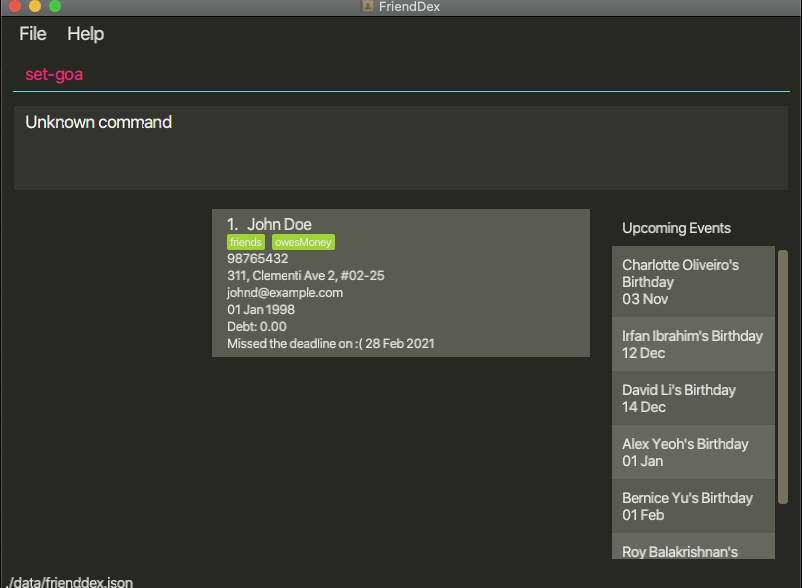 FriendDex
File Help
set-goa
Unknown command
1. John Doe
friends owesMoney
98765432
311, Clementi Ave 2, #02-25
johnd@example.com
01 Jan 1998
Debt: 0.00
Missed the deadline on :( 28 Feb 2021
Upcoming Events
Charlotte Oliveiro's
Birthday
03 Nov
Irfan Ibrahim's Birthday
12 Dec
David Li's Birthday
14 Dec
Alex Yeoh's Birthday
01 Jan
Bernice Yu's Birthday
01 Feb
Roy Balakrishnan's
./data/frienddex.json